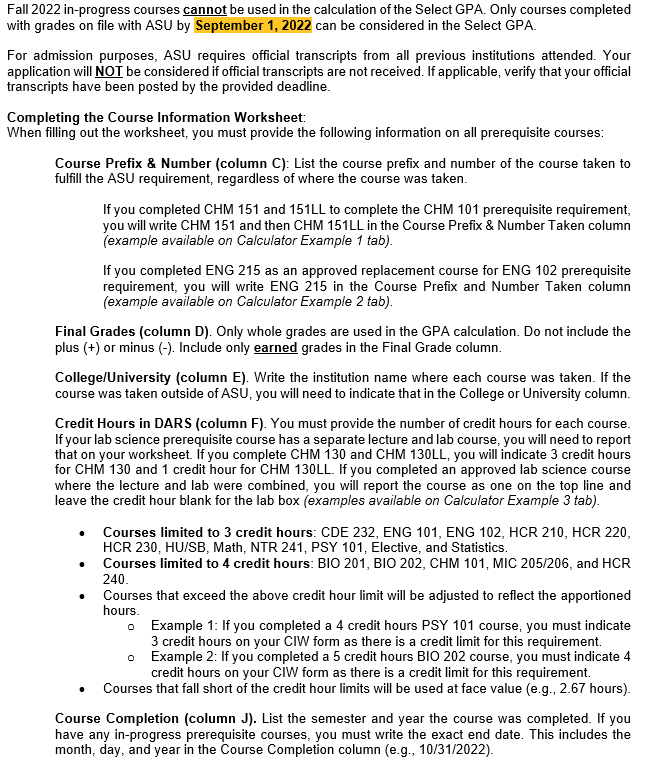 Fall 2022 in-progress courses cannot be used in the calculation of the Select GPA. Only courses completed
with grades on file with ASU by September 1, 2022 can be considered in the Select GPA.
For admission purposes, ASU requires official transcripts from all previous institutions attended. Your
application will NOT be considered if official transcripts are not received. If applicable, verify that your official
transcripts have been posted by the provided deadline.
Completing the Course Information Worksheet:
When filling out the worksheet, you must provide the following information on all prerequisite courses:
Course Prefix & Number (column C): List the course prefix and number of the course taken to
fulfill the ASU requirement, regardless of where the course was taken.
If you completed CHM 151 and 151LL to complete the CHM 101 prerequisite requirement,
you will write CHM 151 and then CHM 151LL in the Course Prefix & Number Taken column
(example available on Calculator Example 1 tab).
If you completed ENG 215 as an approved replacement course for ENG 102 prerequisite
requirement, you will write ENG 215 in the Course Prefix and Number Taken column
(example available on Calculator Example 2 tab).
Final Grades (column D). Only whole grades are used in the GPA calculation. Do not include the
plus (+) or minus (-). Include only earned grades in the Final Grade column.
College/University (column E). Write the institution name where each course was taken. If the
course was taken outside of ASU, you will need to indicate that in the College or University column.
Credit Hours in DARS (column F). You must provide the number of credit hours for each course.
If your lab science prerequisite course has a separate lecture and lab course, you will need to report
that on your worksheet. If you complete CHM 130 and CHM 130LL, you will indicate 3 credit hours
for CHM 130 and 1 credit hour for CHM 130LL. If you completed an approved lab science course
where the lecture and lab were combined, you will report the course as one on the top line and
leave the credit hour blank for the lab box (examples available on Calculator Example 3 tab).
• Courses limited to 3 credit hours: CDE 232, ENG 101, ENG 102, HCR 210, HCR 220,
HCR 230, HU/SB, Math, NTR 241, PSY 101, Elective, and Statistics.
• Courses limited to 4 credit hours: BIO 201, BIO 202, CHM 101, MIC 205/206, and HCR
240.
• Courses that exceed the above credit hour limit will be adjusted to reflect the apportioned
hours.
o Example 1: If you completed a 4 credit hours PSY 101 course, you must indicate
3 credit hours on your CIW form as there is a credit limit for this requirement.
o Example 2: If you completed a 5 credit hours BIO 202 course, you must indicate 4
credit hours on your CIW form as there is a credit limit for this requirement.
• Courses that fall short of the credit hour limits will be used at face value (e.g., 2.67 hours).
Course Completion (column J). List the semester and year the course was completed. If you
have any in-progress prerequisite courses, you must write the exact end date. This includes the
month, day, and year in the Course Completion column (e.g., 10/31/2022).